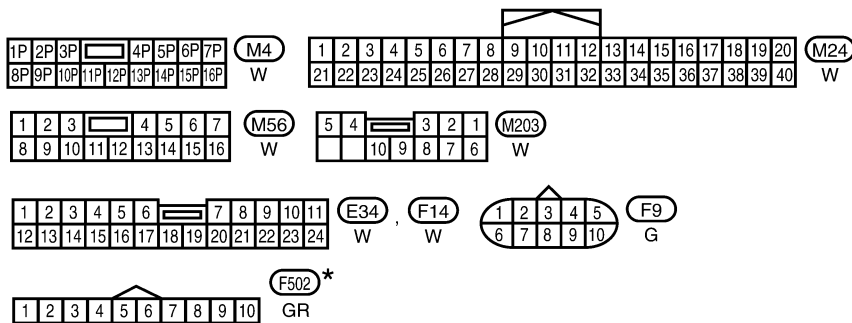 1P 2P 3P 4P 5P 6P 7P M4
8P 9P 10P 11P 12P 13P 14P 15P 16P W
1 2 3 4 5 6 7 8 9 10 11 12 13 14 15 16 17 18 19 20 M24
21 22 23 24 25 26 27 28 29 30 31 32 33 34 35 36 37 38 39 40 W
1 2 3 4 5 6 7 M56
8 9 10 11 12 13 14 15 16 W
5 4 3 2 1 M203
10 9 8 7 6 W
1 2 3 4 5 6 7 8 9 10 11 E34 , F14
12 13 14 15 16 17 18 19 20 21 22 23 24 W W
1 2 3 4 5 F9
6 7 8 9 10 G
F502 *
1 2 3 4 5 6 7 8 9 10 GR